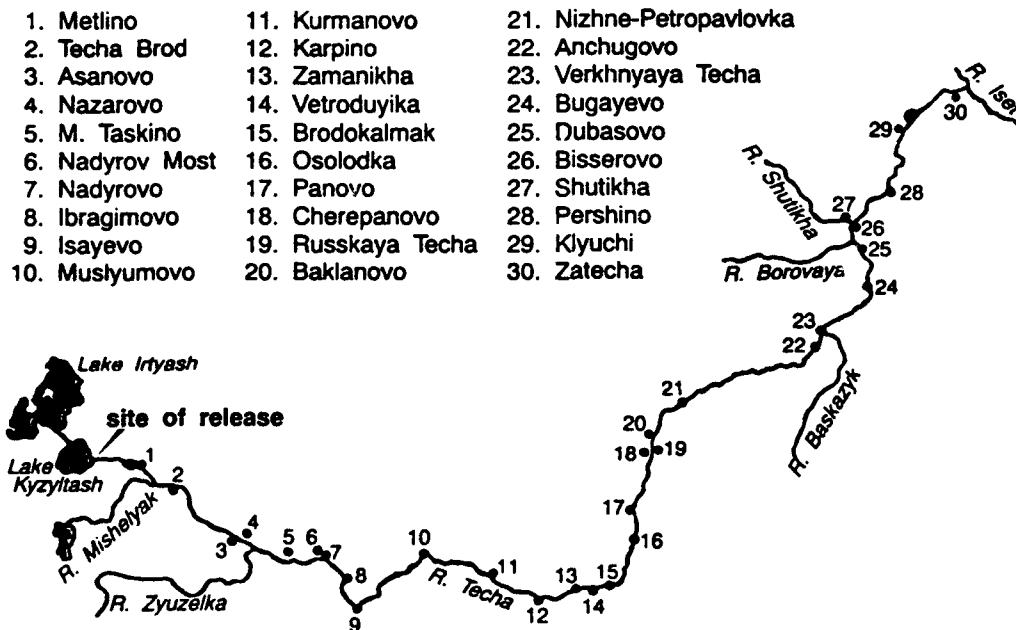 1. Metlino
2. Techa Brod
3. Asanovo
4. Nazarovo
5. M. Taskino
6. Nadyrov Most
7. Nadyrovo
8. Ibragimovo
9. Isayevo
10. Muslyumovo
11. Kurmanovo
12. Karpino
13. Zamanikha
14. Vetroduyika
15. Brodokalmak
16. Osolodka
17. Panovo
18. Cherepanovo
19. Russkaya Techa
20. Baklanovo
21. Nizhne-Petropavlovka
22. Anchugovo
23. Verkhnyaya Techa
24. Bugayevo
25. Dubasovo
26. Bisserovo
27. Shutikha
28. Pershino
29. Klyuchi
30. Zatecha
R. Iset
30
29
R. Shutikha
28
27
26
25
R. Borovaya
24
23
22
R. Baskazyk
21
20
18
19
17
16
Lake Irtyash
site of release
Lake
Kyzyltash
1
2
R. Mishelyak
3
4
5
6
7
8
9
10
R. Zyuzelka
R. Techa
11
12
13
14
15